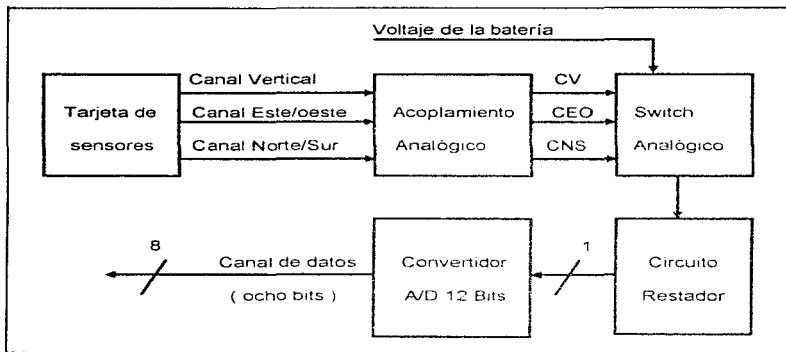 Voltaje de la batería
Canal Vertical
CV
Tarjeta de
sensores
Canal Este/oeste
Acoplamiento
Analógico
CEO
Switch
Analógico
Canal Norte/Sur
CNS
8
Canal de datos
( ocho bits )
Convertidor
A/D 12 Bits
1
Circuito
Restador